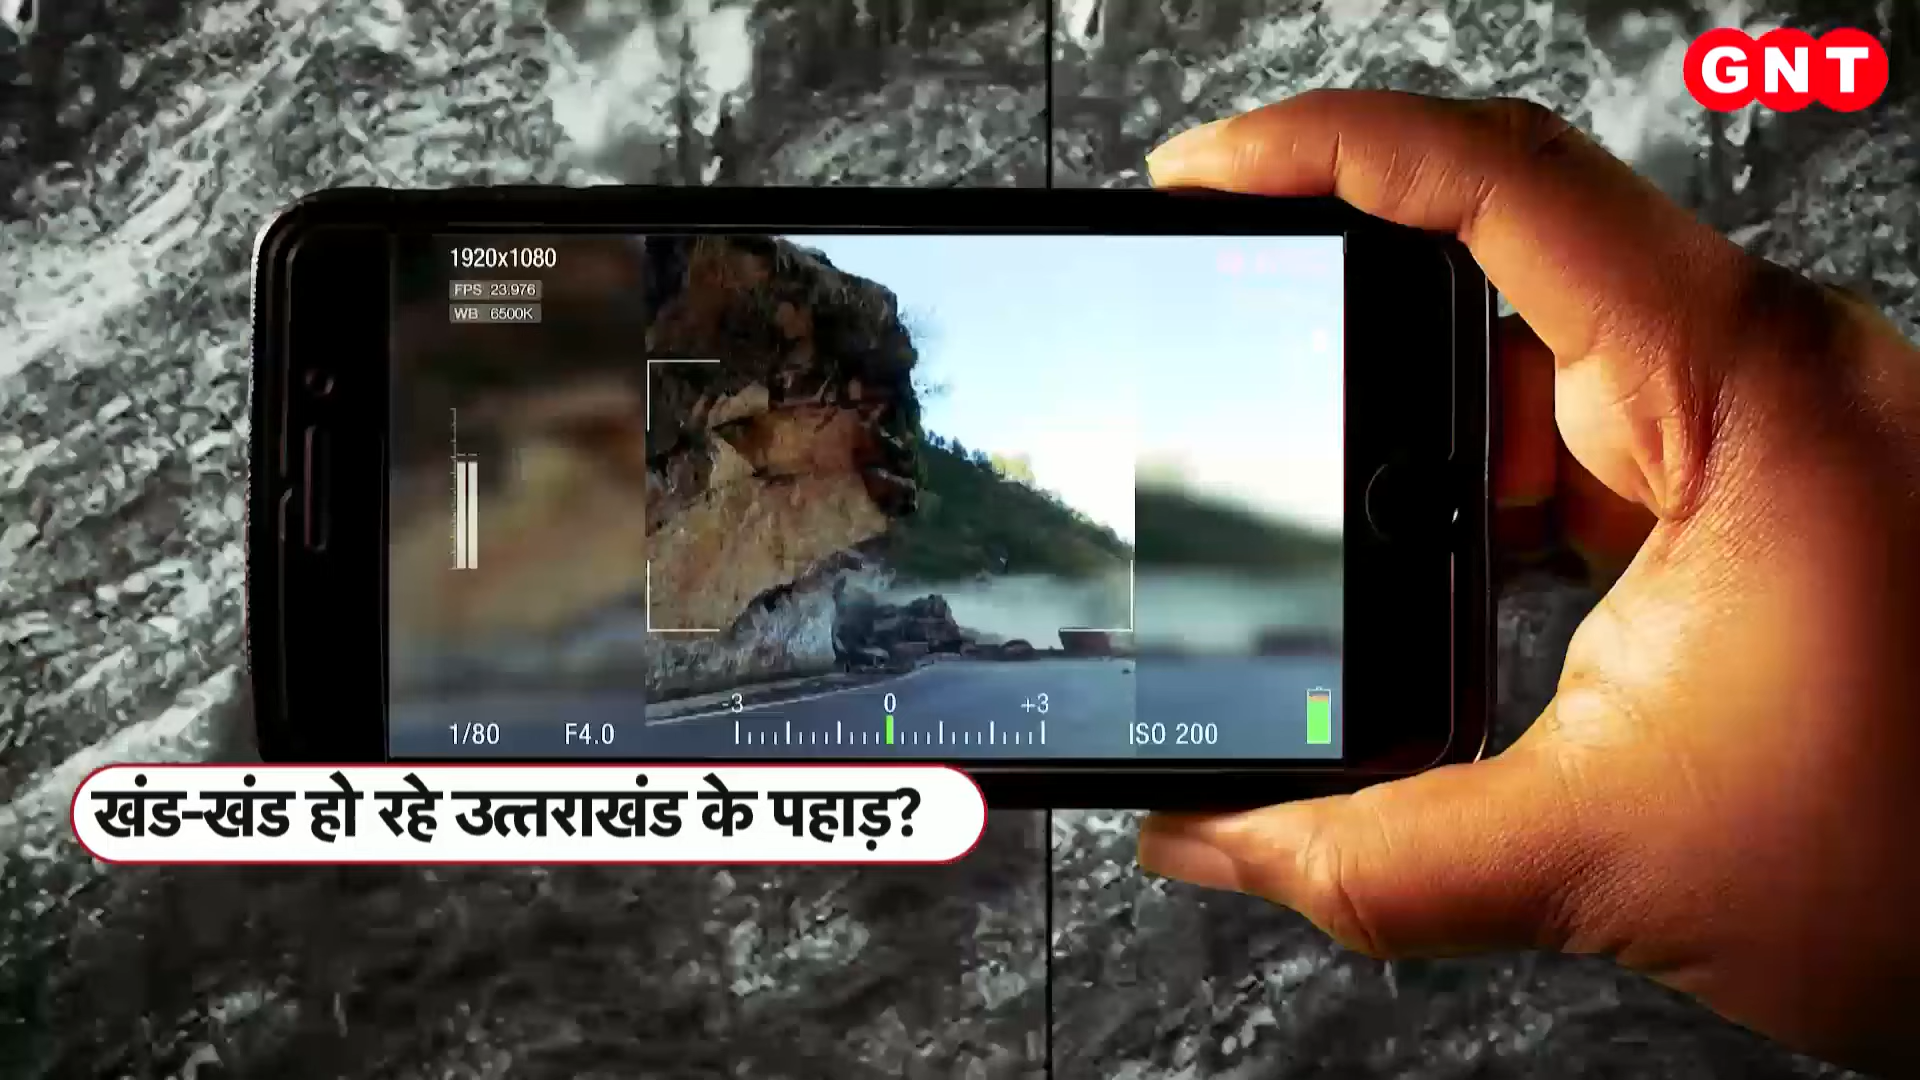 GNT
1920x1080
FPS 23.976
WB 6500K
-3 0 +3
1/80 F4.0 ISO 200
खंड-खंड हो रहे उत्तराखंड के पहाड़?